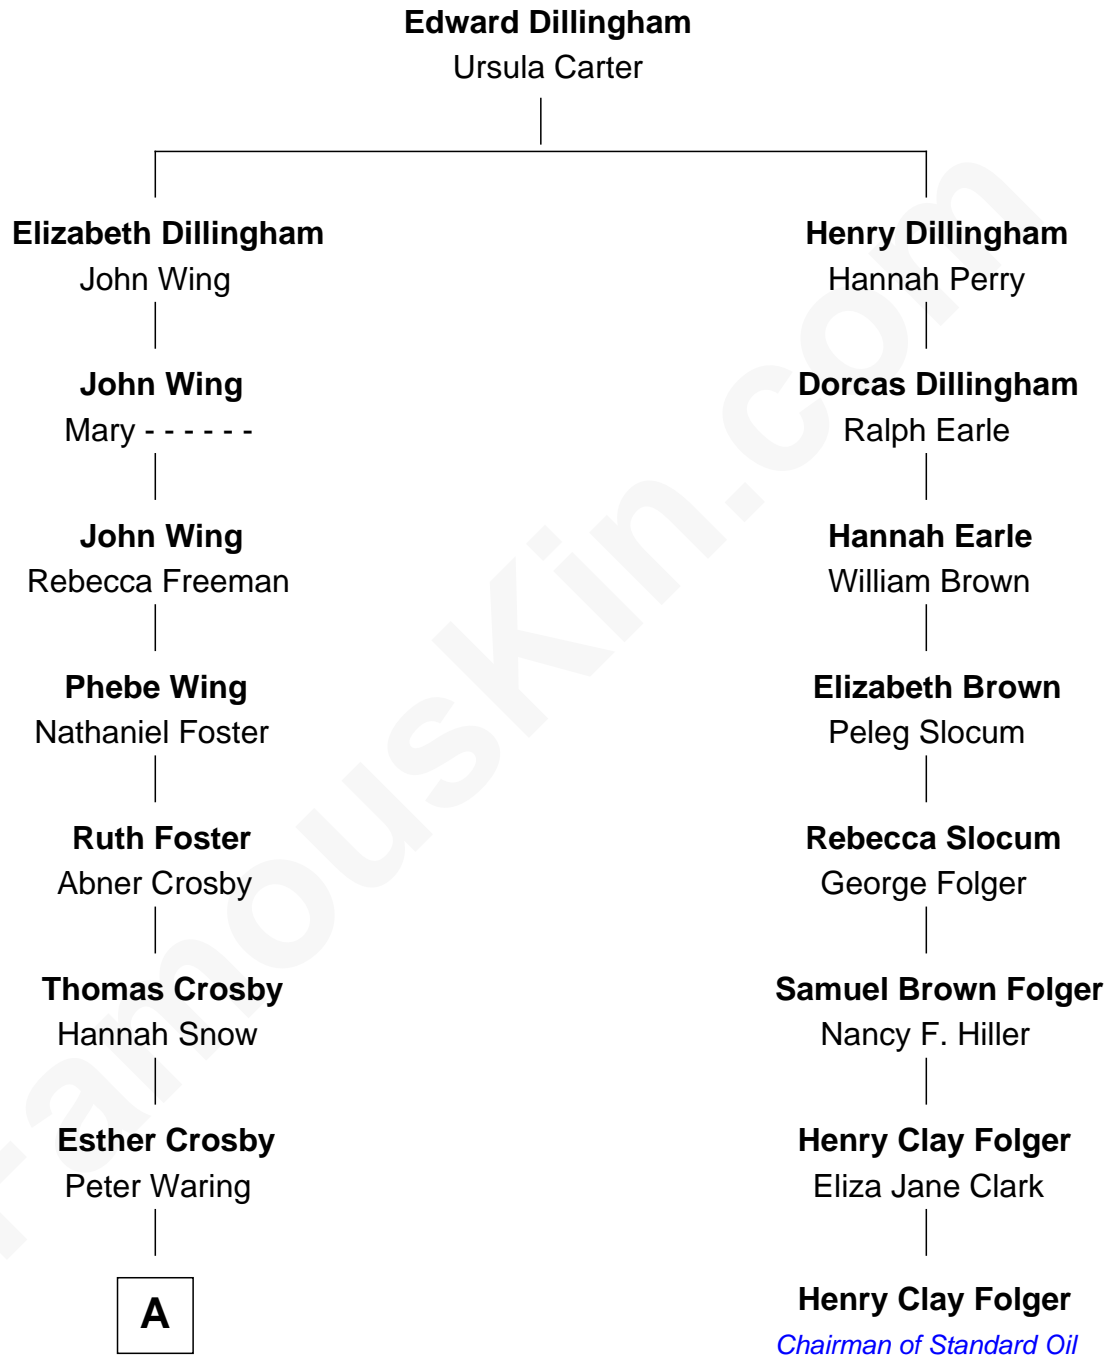 Edward Dillingham
Ursula Carter
Elizabeth Dillingham
John Wing
Henry Dillingham
Hannah Perry
John Wing
Mary - - - - - -
Dorcas Dillingham
Ralph Earle
John Wing
Rebecca Freeman
Hannah Earle
William Brown
Phebe Wing
Nathaniel Foster
Elizabeth Brown
Peleg Slocum
Ruth Foster
Abner Crosby
Rebecca Slocum
George Folger
Thomas Crosby
Hannah Snow
Samuel Brown Folger
Nancy F. Hiller
Esther Crosby
Peter Waring
Henry Clay Folger
Eliza Jane Clark
A
Henry Clay Folger
Chairman of Standard Oil
FamousKin.com